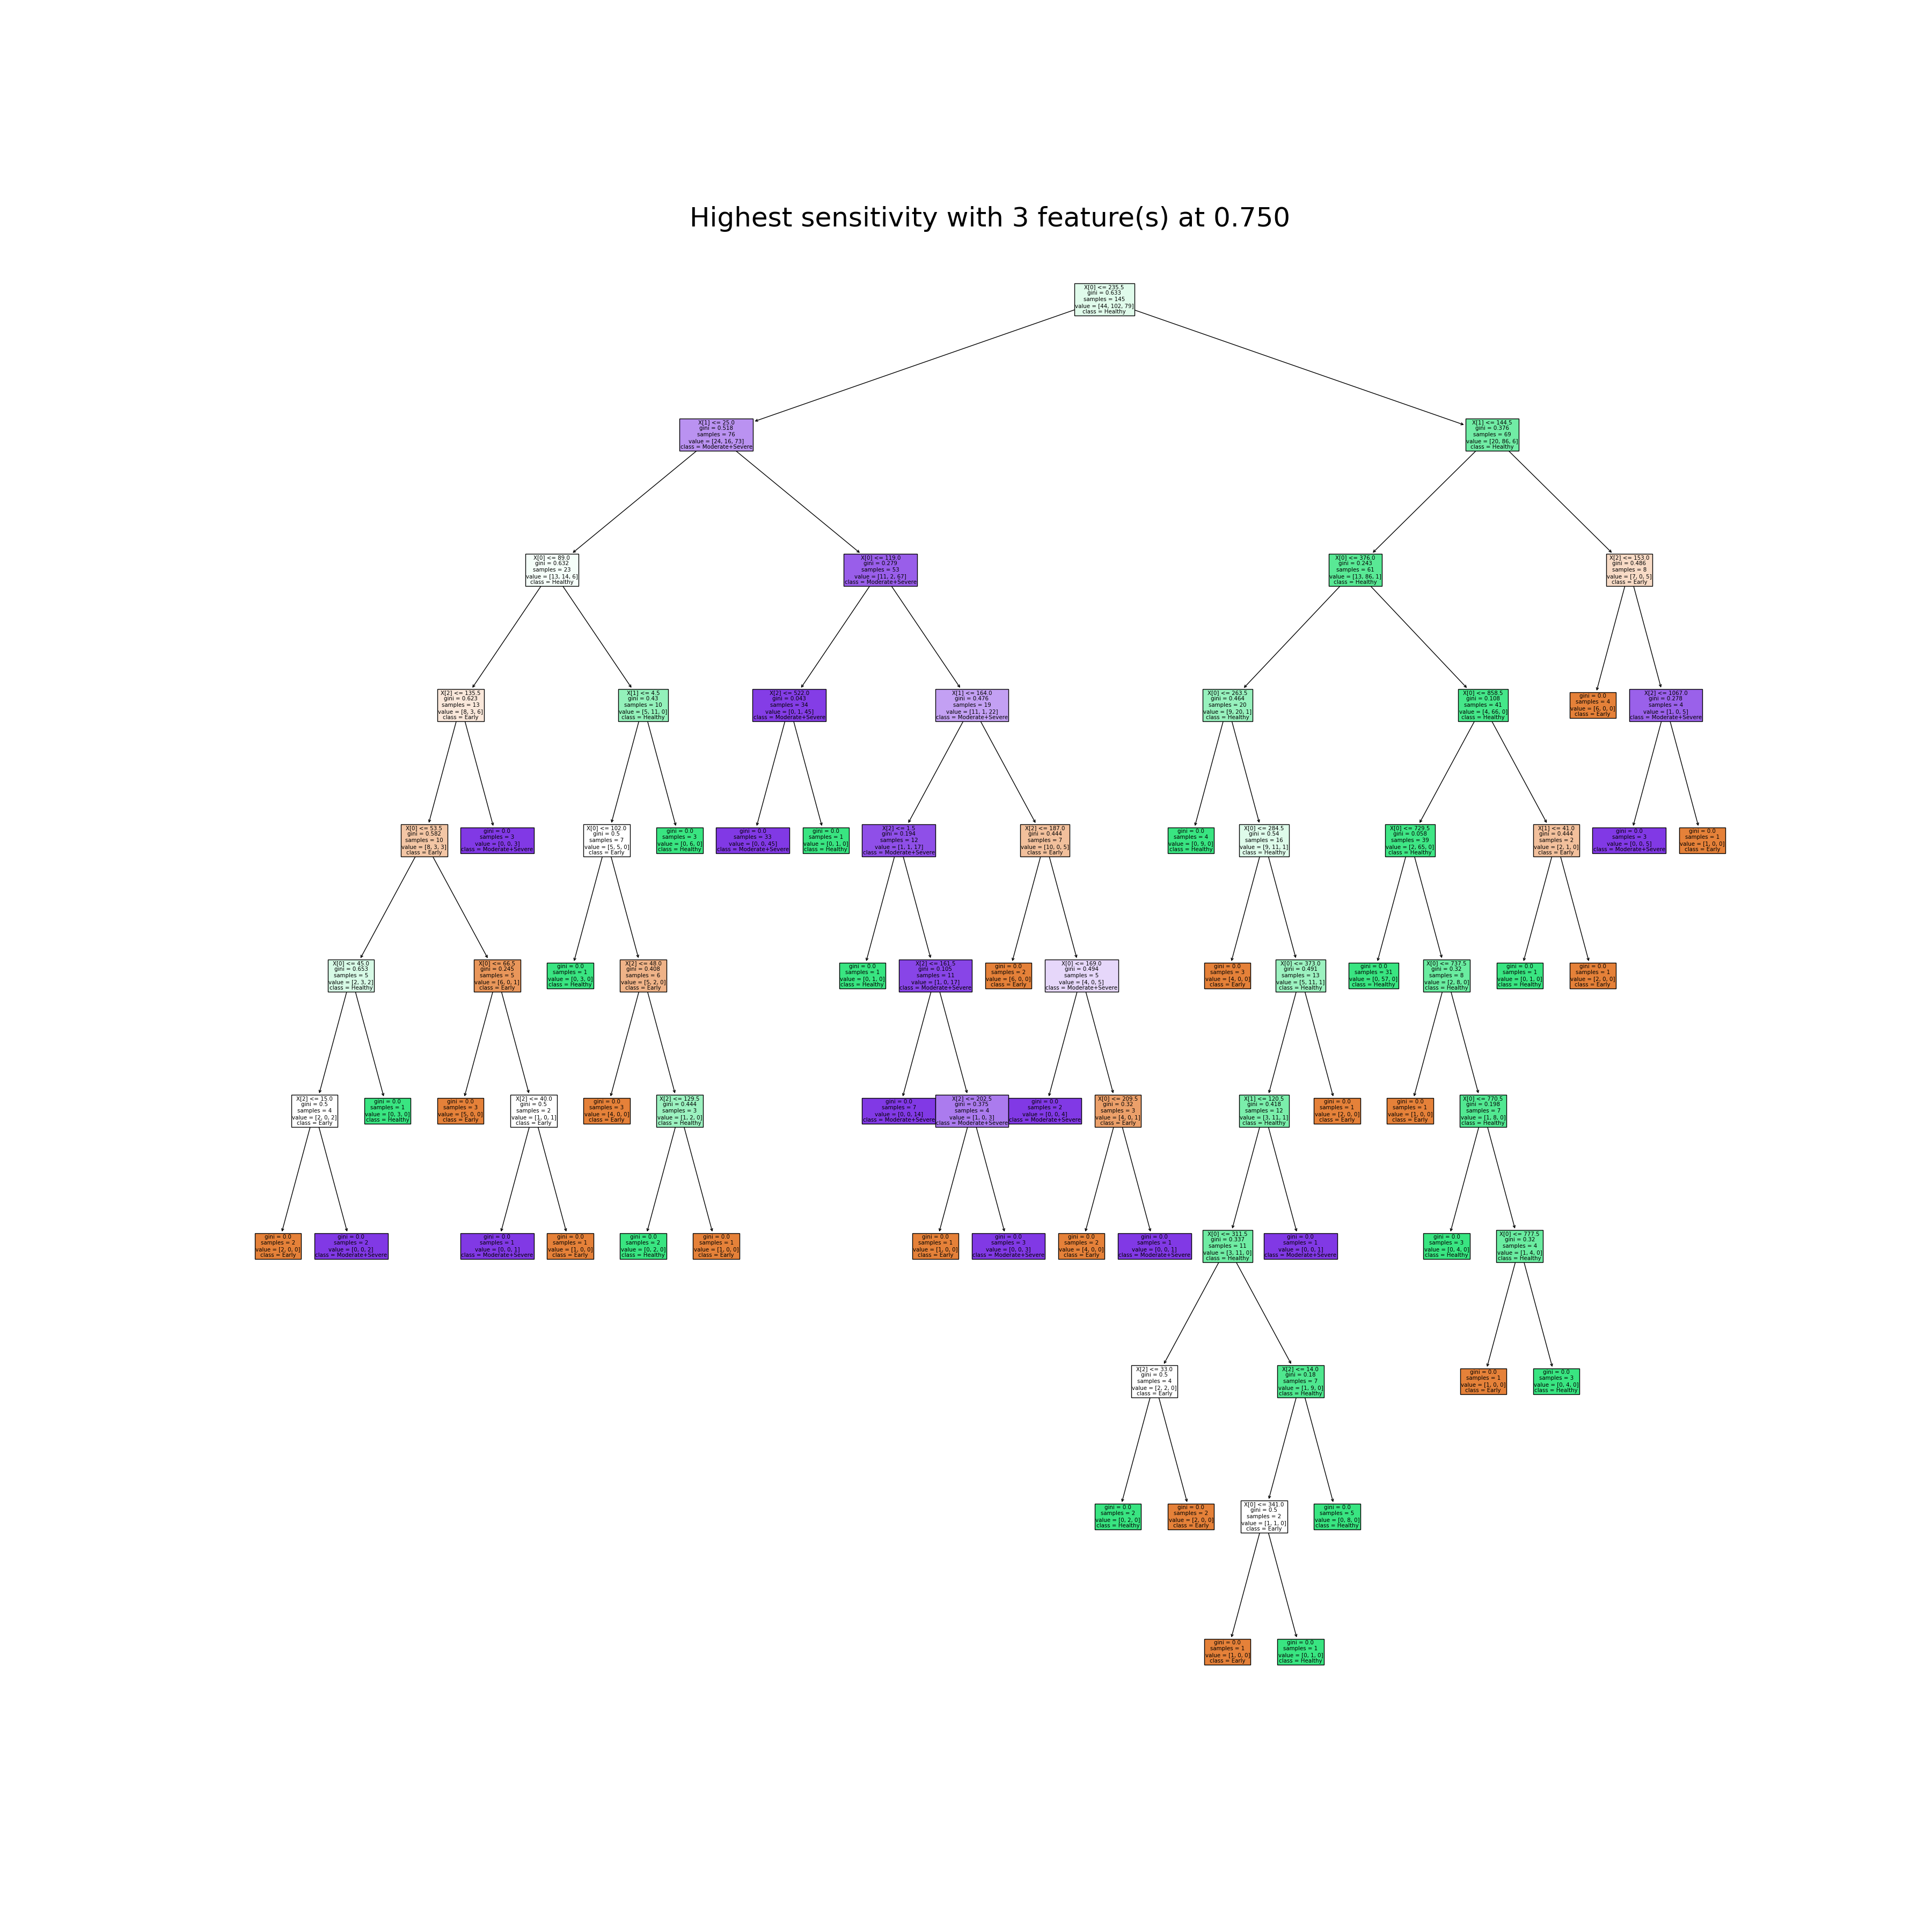 Highest sensitivity with 3 feature(s) at 0.750
X[0] <= 235.5
gini = 0.633
samples = 145
value = [44, 102, 79]
class = Healthy
X[1] <= 25.0
gini = 0.518
samples = 76
value = [24, 16, 73]
class = Moderate+Severe
X[1] <= 144.5
gini = 0.376
samples = 69
value = [20, 86, 6]
class = Healthy
X[0] <= 89.0
gini = 0.632
samples = 23
value = [13, 14, 6]
class = Healthy
X[0] <= 119.0
gini = 0.279
samples = 53
value = [11, 2, 67]
class = Moderate+Severe
X[0] <= 376.0
gini = 0.243
samples = 61
value = [13, 86, 1]
class = Healthy
X[2] <= 153.0
gini = 0.486
samples = 8
value = [7, 0, 5]
class = Early
X[2] <= 135.5
gini = 0.623
samples = 13
value = [8, 3, 6]
class = Early
X[1] <= 4.5
gini = 0.43
samples = 10
value = [5, 11, 0]
class = Healthy
X[2] <= 522.0
gini = 0.043
samples = 34
value = [0, 1, 45]
class = Moderate+Severe
X[1] <= 164.0
gini = 0.476
samples = 19
value = [11, 1, 22]
class = Moderate+Severe
X[0] <= 263.5
gini = 0.464
samples = 20
value = [9, 20, 1]
class = Healthy
X[0] <= 858.5
gini = 0.108
samples = 41
value = [4, 66, 0]
class = Healthy
gini = 0.0
samples = 4
value = [6, 0, 0]
class = Early
X[2] <= 1067.0
gini = 0.278
samples = 4
value = [1, 0, 5]
class = Moderate+Severe
X[0] <= 53.5
gini = 0.582
samples = 10
value = [8, 3, 3]
class = Early
gini = 0.0
samples = 3
value = [0, 0, 3]
class = Moderate+Severe
X[0] <= 102.0
gini = 0.5
samples = 7
value = [5, 5, 0]
class = Early
gini = 0.0
samples = 3
value = [0, 6, 0]
class = Healthy
gini = 0.0
samples = 33
value = [0, 0, 45]
class = Moderate+Severe
gini = 0.0
samples = 1
value = [0, 1, 0]
class = Healthy
X[2] <= 1.5
gini = 0.194
samples = 12
value = [1, 1, 17]
class = Moderate+Severe
X[2] <= 187.0
gini = 0.444
samples = 7
value = [10, 0, 5]
class = Early
gini = 0.0
samples = 4
value = [0, 9, 0]
class = Healthy
X[0] <= 284.5
gini = 0.54
samples = 16
value = [9, 11, 1]
class = Healthy
X[0] <= 729.5
gini = 0.058
samples = 39
value = [2, 65, 0]
class = Healthy
X[1] <= 41.0
gini = 0.444
samples = 2
value = [2, 1, 0]
class = Early
gini = 0.0
samples = 3
value = [0, 0, 5]
class = Moderate+Severe
gini = 0.0
samples = 1
value = [1, 0, 0]
class = Early
X[0] <= 45.0
gini = 0.653
samples = 5
value = [2, 3, 2]
class = Healthy
X[0] <= 66.5
gini = 0.245
samples = 5
value = [6, 0, 1]
class = Early
gini = 0.0
samples = 1
value = [0, 3, 0]
class = Healthy
X[2] <= 48.0
gini = 0.408
samples = 6
value = [5, 2, 0]
class = Early
gini = 0.0
samples = 1
value = [0, 1, 0]
class = Healthy
X[2] <= 161.5
gini = 0.105
samples = 11
value = [1, 0, 17]
class = Moderate+Severe
gini = 0.0
samples = 2
value = [6, 0, 0]
class = Early
X[0] <= 169.0
gini = 0.494
samples = 5
value = [4, 0, 5]
class = Moderate+Severe
gini = 0.0
samples = 3
value = [4, 0, 0]
class = Early
X[0] <= 373.0
gini = 0.491
samples = 13
value = [5, 11, 1]
class = Healthy
gini = 0.0
samples = 31
value = [0, 57, 0]
class = Healthy
X[0] <= 737.5
gini = 0.32
samples = 8
value = [2, 8, 0]
class = Healthy
gini = 0.0
samples = 1
value = [0, 1, 0]
class = Healthy
gini = 0.0
samples = 1
value = [2, 0, 0]
class = Early
X[2] <= 15.0
gini = 0.5
samples = 4
value = [2, 0, 2]
class = Early
gini = 0.0
samples = 1
value = [0, 3, 0]
class = Healthy
gini = 0.0
samples = 3
value = [5, 0, 0]
class = Early
X[2] <= 40.0
gini = 0.5
samples = 2
value = [1, 0, 1]
class = Early
gini = 0.0
samples = 3
value = [4, 0, 0]
class = Early
X[2] <= 129.5
gini = 0.444
samples = 3
value = [1, 2, 0]
class = Healthy
gini = 0.0
samples = 7
value = [0, 0, 14]
class = Moderate+Severe
X[2] <= 202.5
gini = 0.375
samples = 4
value = [1, 0, 3]
class = Moderate+Severe
gini = 0.0
samples = 2
value = [0, 0, 4]
class = Moderate+Severe
X[0] <= 209.5
gini = 0.32
samples = 3
value = [4, 0, 1]
class = Early
X[1] <= 120.5
gini = 0.418
samples = 12
value = [3, 11, 1]
class = Healthy
gini = 0.0
samples = 1
value = [2, 0, 0]
class = Early
gini = 0.0
samples = 1
value = [1, 0, 0]
class = Early
X[0] <= 770.5
gini = 0.198
samples = 7
value = [1, 8, 0]
class = Healthy
gini = 0.0
samples = 2
value = [2, 0, 0]
class = Early
gini = 0.0
samples = 2
value = [0, 0, 2]
class = Moderate+Severe
gini = 0.0
samples = 1
value = [0, 0, 1]
class = Moderate+Severe
gini = 0.0
samples = 1
value = [1, 0, 0]
class = Early
gini = 0.0
samples = 2
value = [0, 2, 0]
class = Healthy
gini = 0.0
samples = 1
value = [1, 0, 0]
class = Early
gini = 0.0
samples = 1
value = [1, 0, 0]
class = Early
gini = 0.0
samples = 3
value = [0, 0, 3]
class = Moderate+Severe
gini = 0.0
samples = 2
value = [4, 0, 0]
class = Early
gini = 0.0
samples = 1
value = [0, 0, 1]
class = Moderate+Severe
X[0] <= 311.5
gini = 0.337
samples = 11
value = [3, 11, 0]
class = Healthy
gini = 0.0
samples = 1
value = [0, 0, 1]
class = Moderate+Severe
gini = 0.0
samples = 3
value = [0, 4, 0]
class = Healthy
X[0] <= 777.5
gini = 0.32
samples = 4
value = [1, 4, 0]
class = Healthy
X[2] <= 33.0
gini = 0.5
samples = 4
value = [2, 2, 0]
class = Early
X[2] <= 14.0
gini = 0.18
samples = 7
value = [1, 9, 0]
class = Healthy
gini = 0.0
samples = 1
value = [1, 0, 0]
class = Early
gini = 0.0
samples = 3
value = [0, 4, 0]
class = Healthy
gini = 0.0
samples = 2
value = [0, 2, 0]
class = Healthy
gini = 0.0
samples = 2
value = [2, 0, 0]
class = Early
X[0] <= 341.0
gini = 0.5
samples = 2
value = [1, 1, 0]
class = Early
gini = 0.0
samples = 5
value = [0, 8, 0]
class = Healthy
gini = 0.0
samples = 1
value = [1, 0, 0]
class = Early
gini = 0.0
samples = 1
value = [0, 1, 0]
class = Healthy